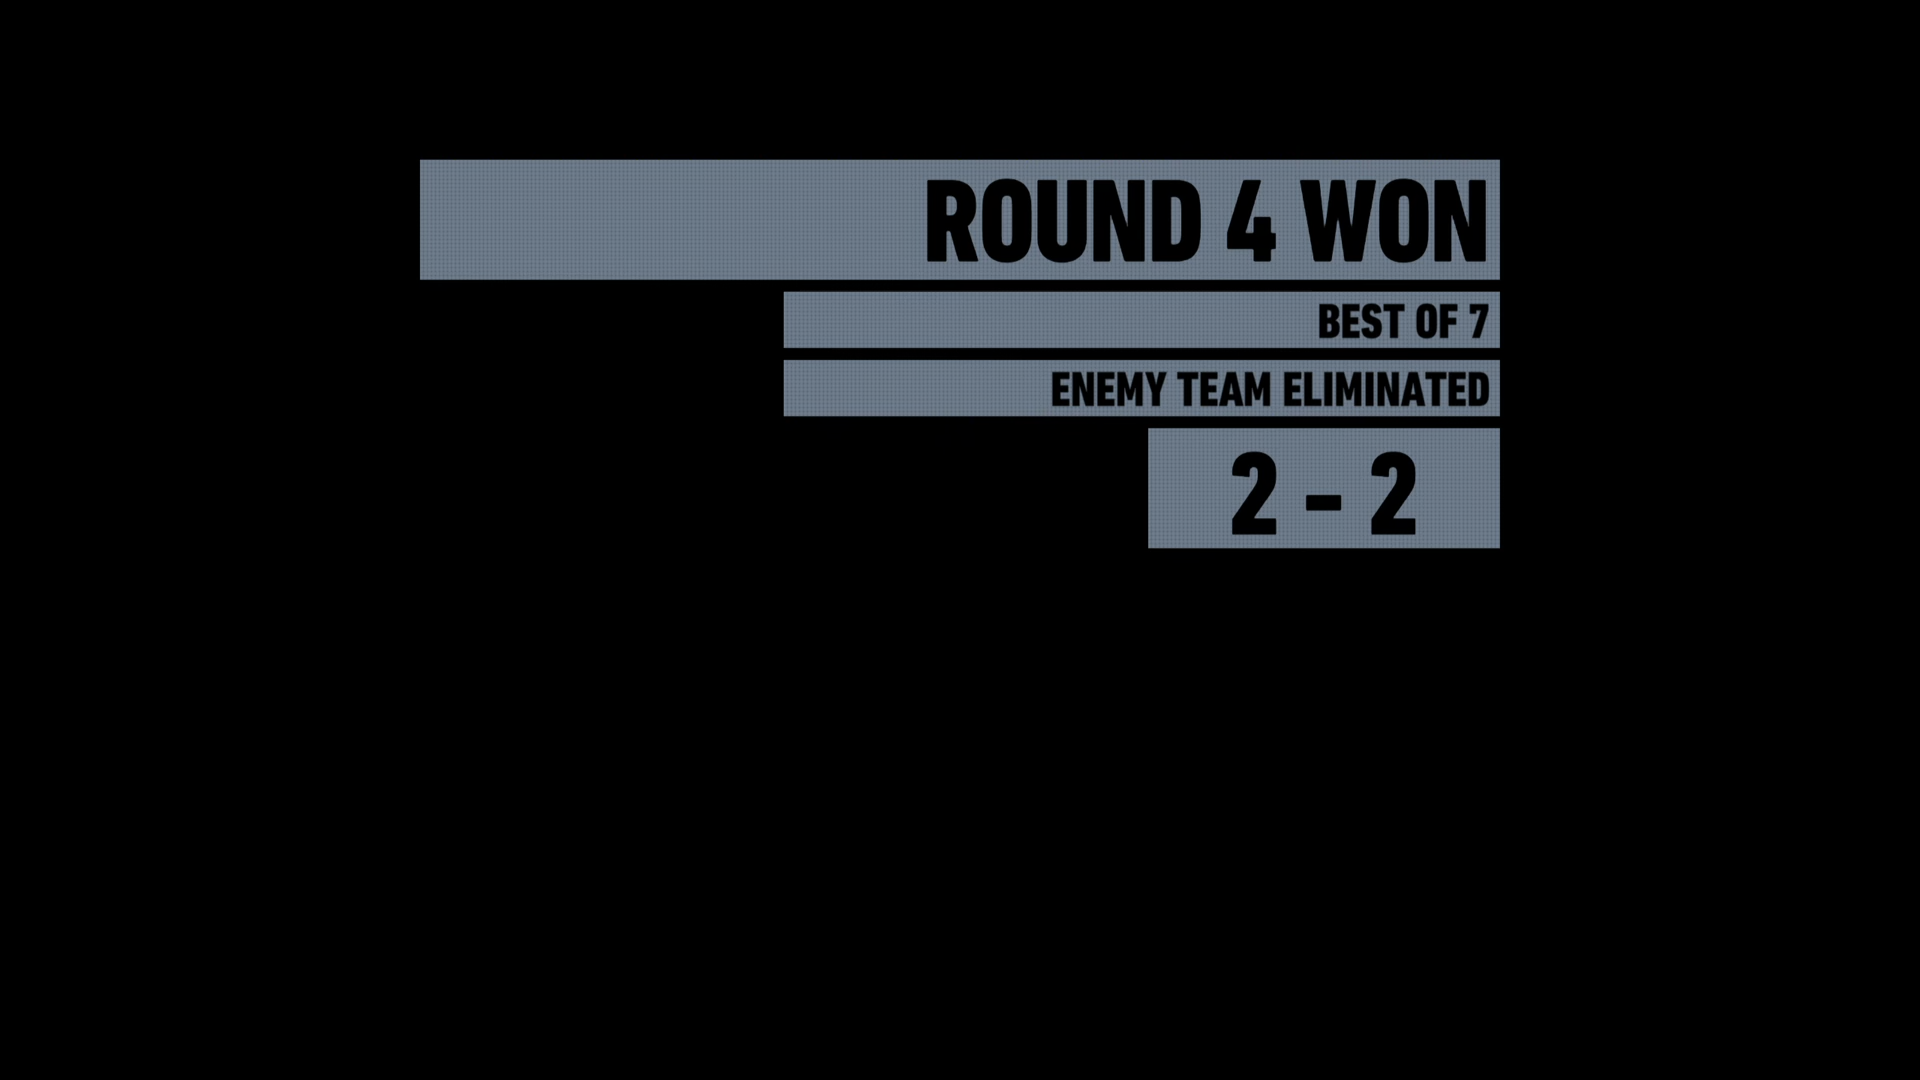 ROUND 4 WON
BEST OF 7
ENEMY TEAM ELIMINATED
2 - 2